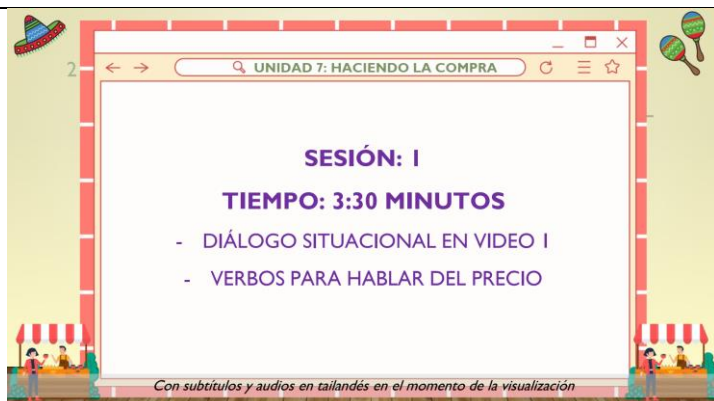 2
UNIDAD 7: HACIENDO LA COMPRA
SESIÓN: 1
TIEMPO: 3:30 MINUTOS
- DIÁLOGO SITUACIONAL EN VIDEO 1
- VERBOS PARA HABLAR DEL PRECIO
Con subtítulos y audios en tailandés en el momento de la visualización